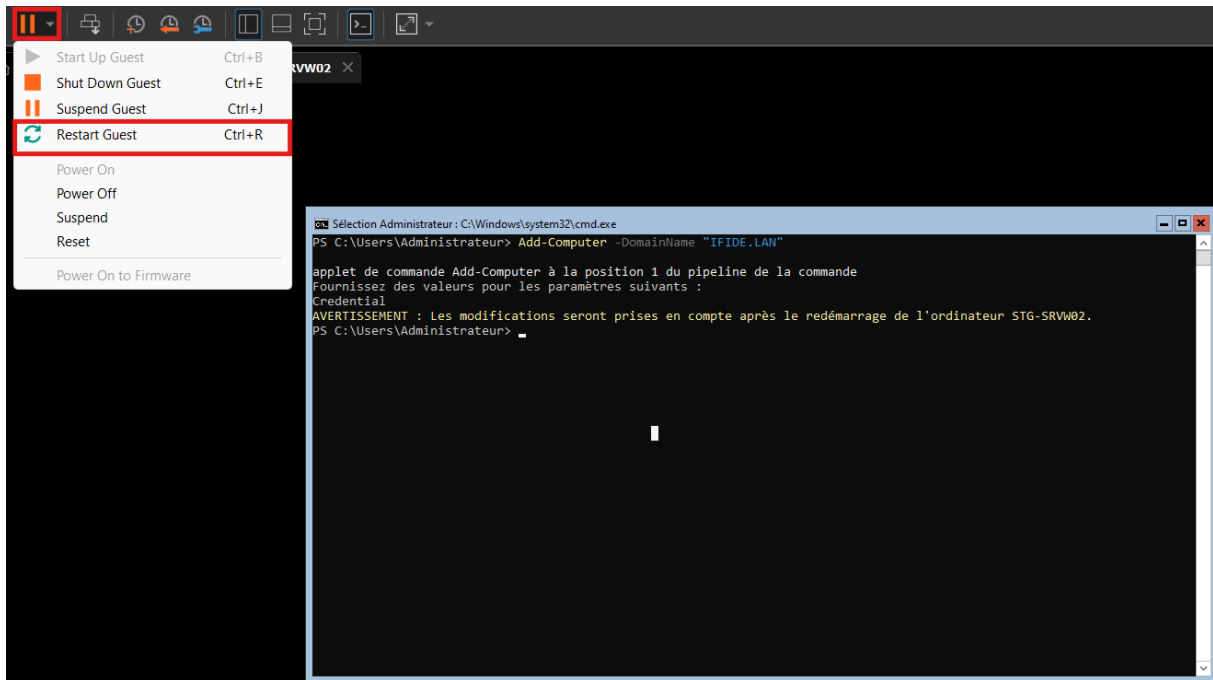 Start Up Guest Ctrl+B
Shut Down Guest Ctrl+E
Suspend Guest Ctrl+J
Restart Guest Ctrl+R
Power On
Power Off
Suspend
Reset
Power On to Firmware
Sélection Administrateur : C:\Windows\system32\cmd.exe
PS C:\Users\Administrateur> Add-Computer -DomainName "IFIDE.LAN"
applet de commande Add-Computer à la position 1 du pipeline de la commande
Fournissez des valeurs pour les paramètres suivants :
Credential
AVERTISSEMENT : Les modifications seront prises en compte après le redémarrage de l'ordinateur STG-SRVW02.
PS C:\Users\Administrateur>